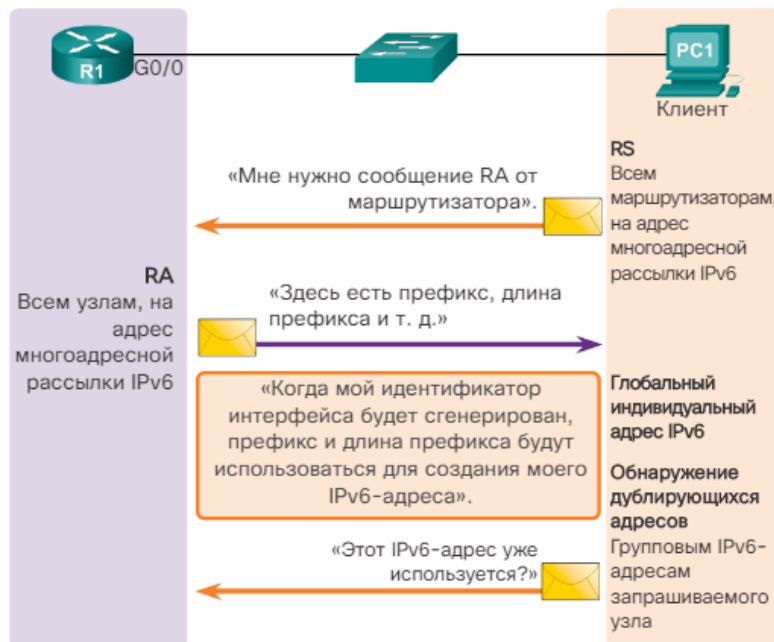 R1
G0/0
PC1
Клиент
«Мне нужно сообщение RA от
маршрутизатора».
RS
Всем
маршрутизаторам,
на адрес
многоадресной
рассылки IPv6
RA
Всем узлам, на
адрес
многоадресной
рассылки IPv6
«Здесь есть префикс, длина
префикса и т. д.»
«Когда мой идентификатор
интерфейса будет сгенерирован,
префикс и длина префикса будут
использоваться для создания моего
IPv6-адреса».
Глобальный
индивидуальный
адрес IPv6
Обнаружение
дублирующихся
адресов
Групповым IPv6-
адресам
запрашиваемого
узла
«Этот IPv6-адрес уже
используется?»